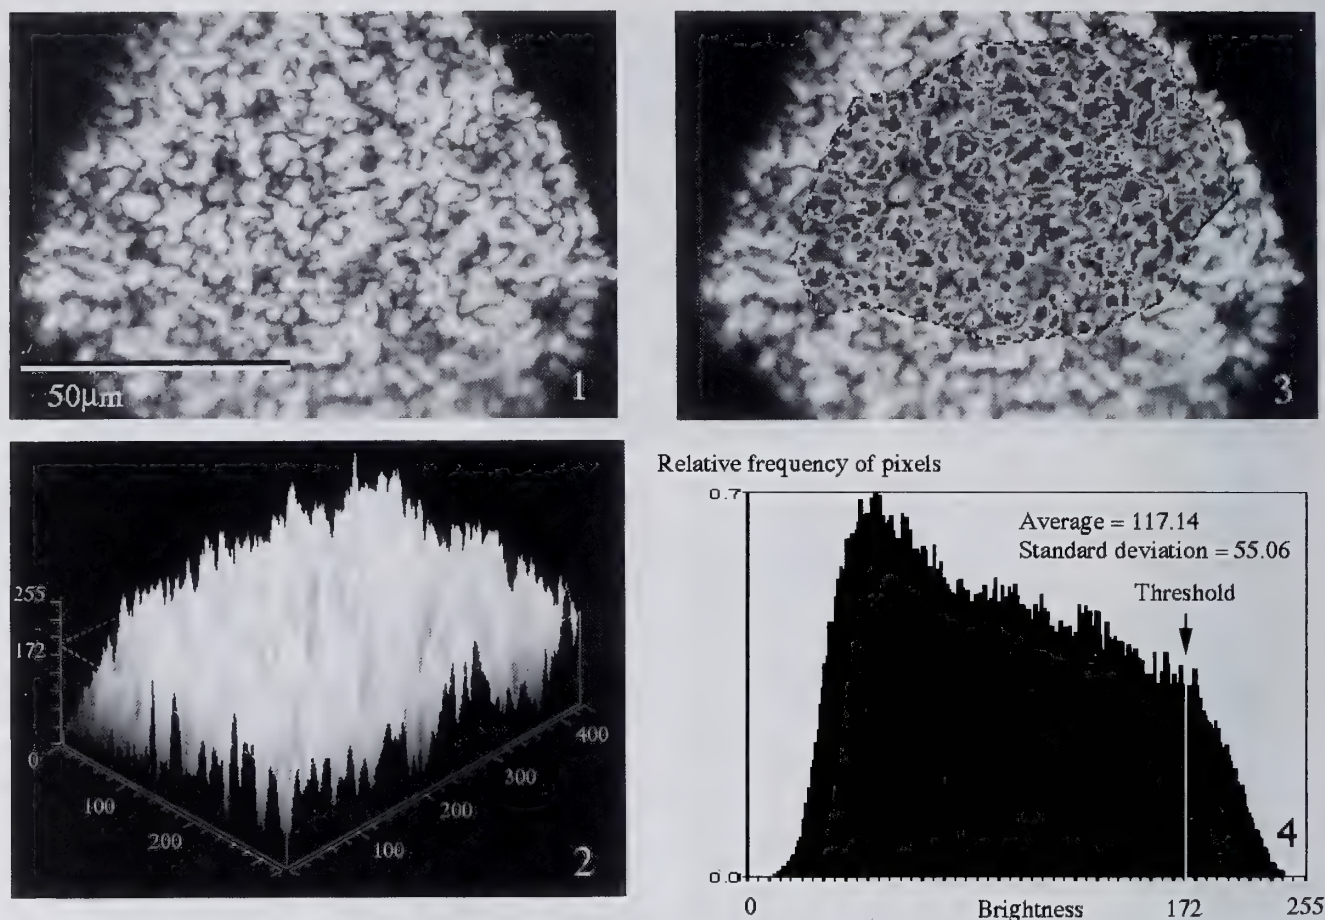 50µm
1
3
255
172
0
100
200
100
200
300
400
2
Relative frequency of pixels
0.7
Average = 117.14
Standard deviation = 55.06
Threshold
4
0.0
0 Brightness 172 255